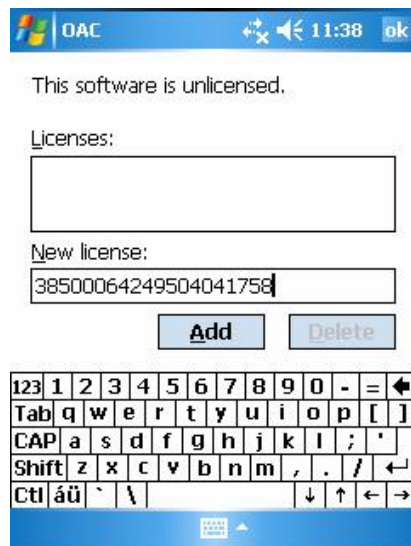 OAC 11:38 ok
This software is unlicensed.
Licenses:
New license:
38500064249504041758
Add Delete
123 1 2 3 4 5 6 7 8 9 0 - =
Tab q w e r t y u i o p [ ]
CAP a s d f g h j k l ; '
Shift z x c v b n m , . /
Ctl áü ` \